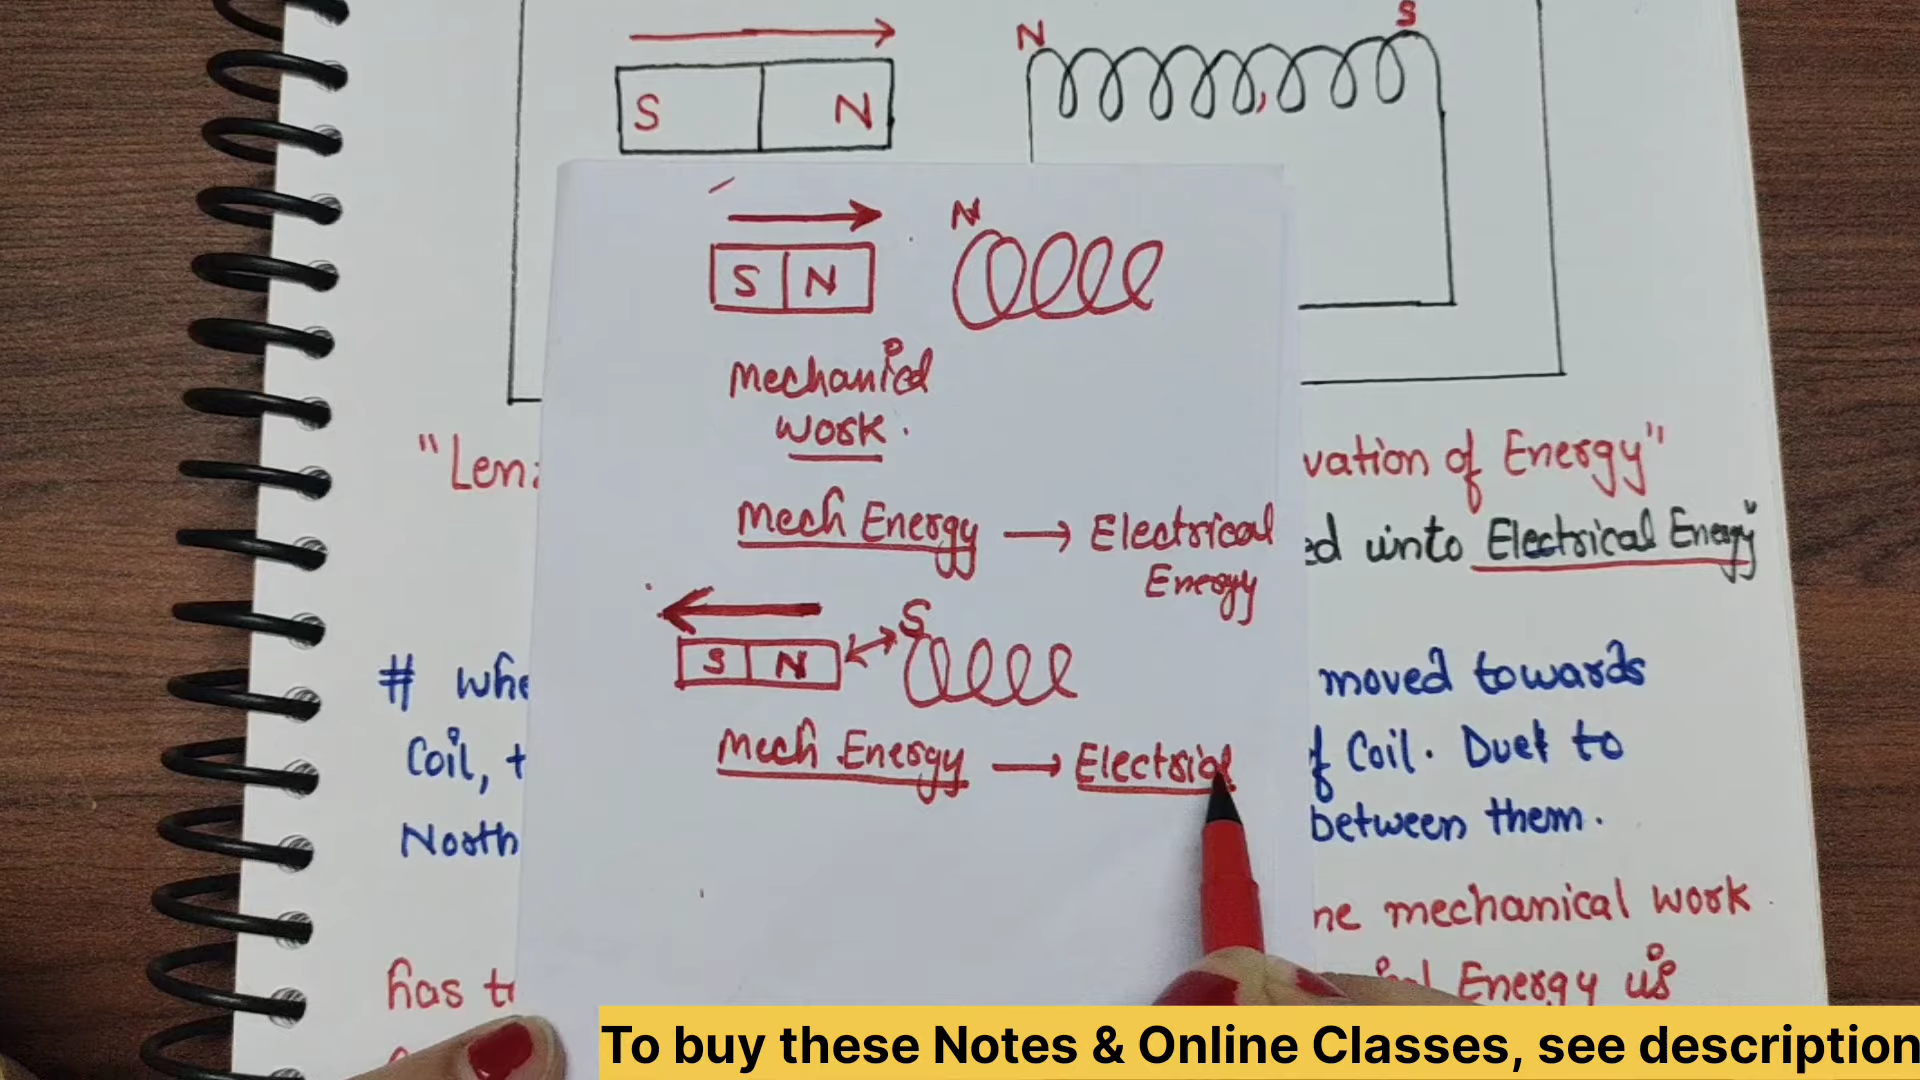 N S
S N
N
S N
Mechanical
work.
"Len
vation of Energy"
Mech Energy → Electrical
Energy
ed into Electrical Energy"
S
S N
# whe
moved towards
Mech Energy → Electrical
Coil, t
f Coil. Due to
North
between them.
ne mechanical work
has t
Energy is
To buy these Notes & Online Classes, see description